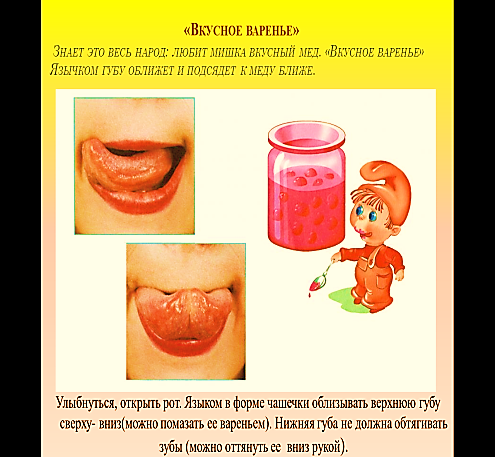 «Вкусное варенье»
Знает это весь народ: любит мишка вкусный мед. «Вкусное варенье»
Язычком губу оближет и подсядет к меду ближе.
Улыбнуться, открыть рот. Языком в форме чашечки облизывать верхнюю губу
сверху- вниз(можно помазать ее вареньем). Нижняя губа не должна обтягивать
зубы (можно оттянуть ее вниз рукой).